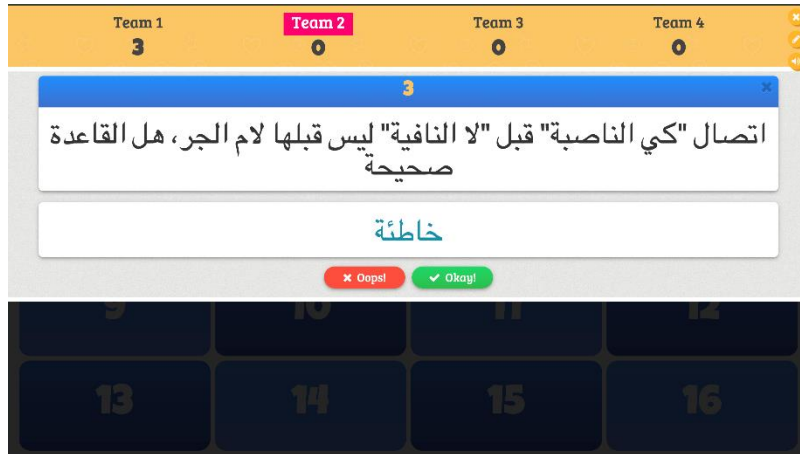 Team 1 Team 2 Team 3 Team 4
3 0 0 0
3
اتصال "كي الناصبة" قبل "لا النافية" ليس قبلها لام الجر، هل القاعدة
صحيحة
خاطئة
Oops! Okay!
9 10 11 12
13 14 15 16